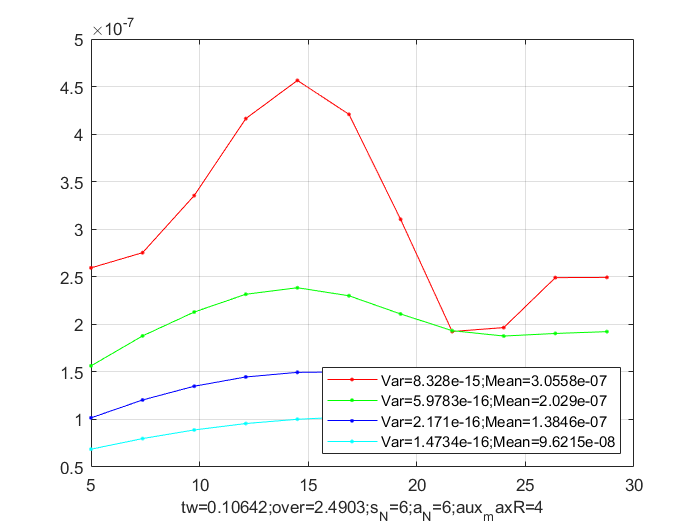 ×10⁻⁷
5
4.5
4
3.5
3
2.5
2
1.5
1
0.5
5 10 15 20 25 30
Var=8.328e-15;Mean=3.0558e-07
Var=5.9783e-16;Mean=2.029e-07
Var=2.171e-16;Mean=1.3846e-07
Var=1.4734e-16;Mean=9.6215e-08
tw=0.10642;over=2.4903;s_N=6;a_N=6;aux_maxR=4